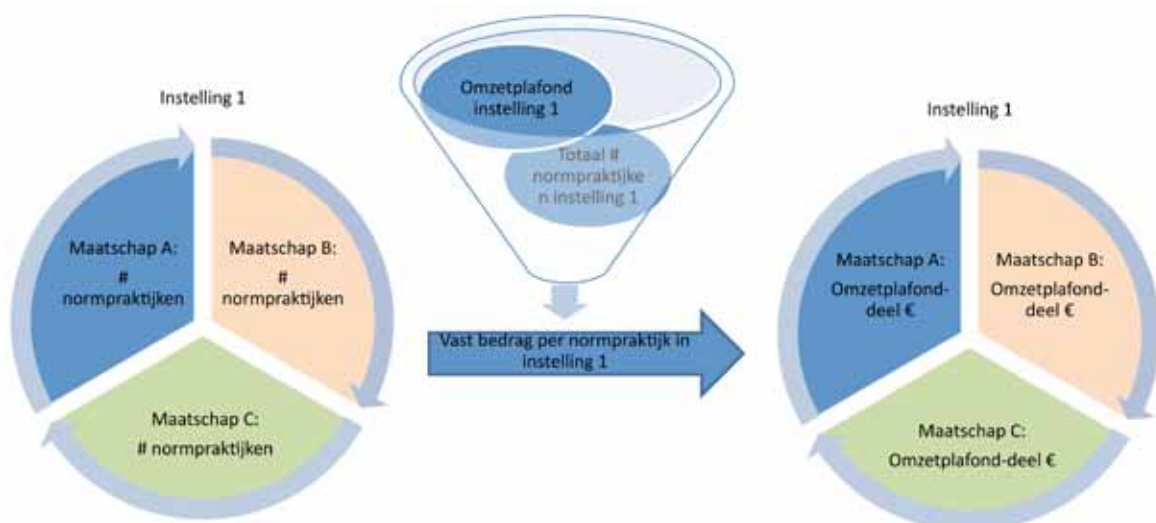 Instelling 1
Maatschap A:
#
normpraktijken
Maatschap B:
#
normpraktijken
Maatschap C:
# normpraktijken
Omzetplafond
instelling 1
Totaal #
normpraktijke
n instelling 1
Vast bedrag per normpraktijk in
instelling 1
Instelling 1
Maatschap A:
Omzetplafond-
deel €
Maatschap B:
Omzetplafond-
deel €
Maatschap C:
Omzetplafond-deel €